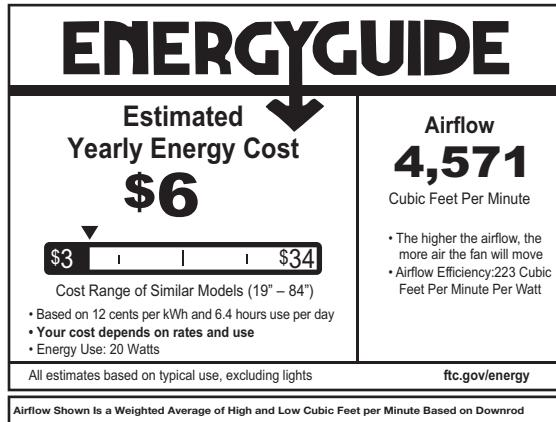 ENERGYGUIDE
Estimated
Yearly Energy Cost
$6
$3
$34
Cost Range of Similar Models (19” – 84”)
• Based on 12 cents per kWh and 6.4 hours use per day
• Your cost depends on rates and use
• Energy Use: 20 Watts
Airflow
4,571
Cubic Feet Per Minute
• The higher the airflow, the
more air the fan will move
• Airflow Efficiency:223 Cubic
Feet Per Minute Per Watt
All estimates based on typical use, excluding lights
ftc.gov/energy
Airflow Shown Is a Weighted Average of High and Low Cubic Feet per Minute Based on Downrod